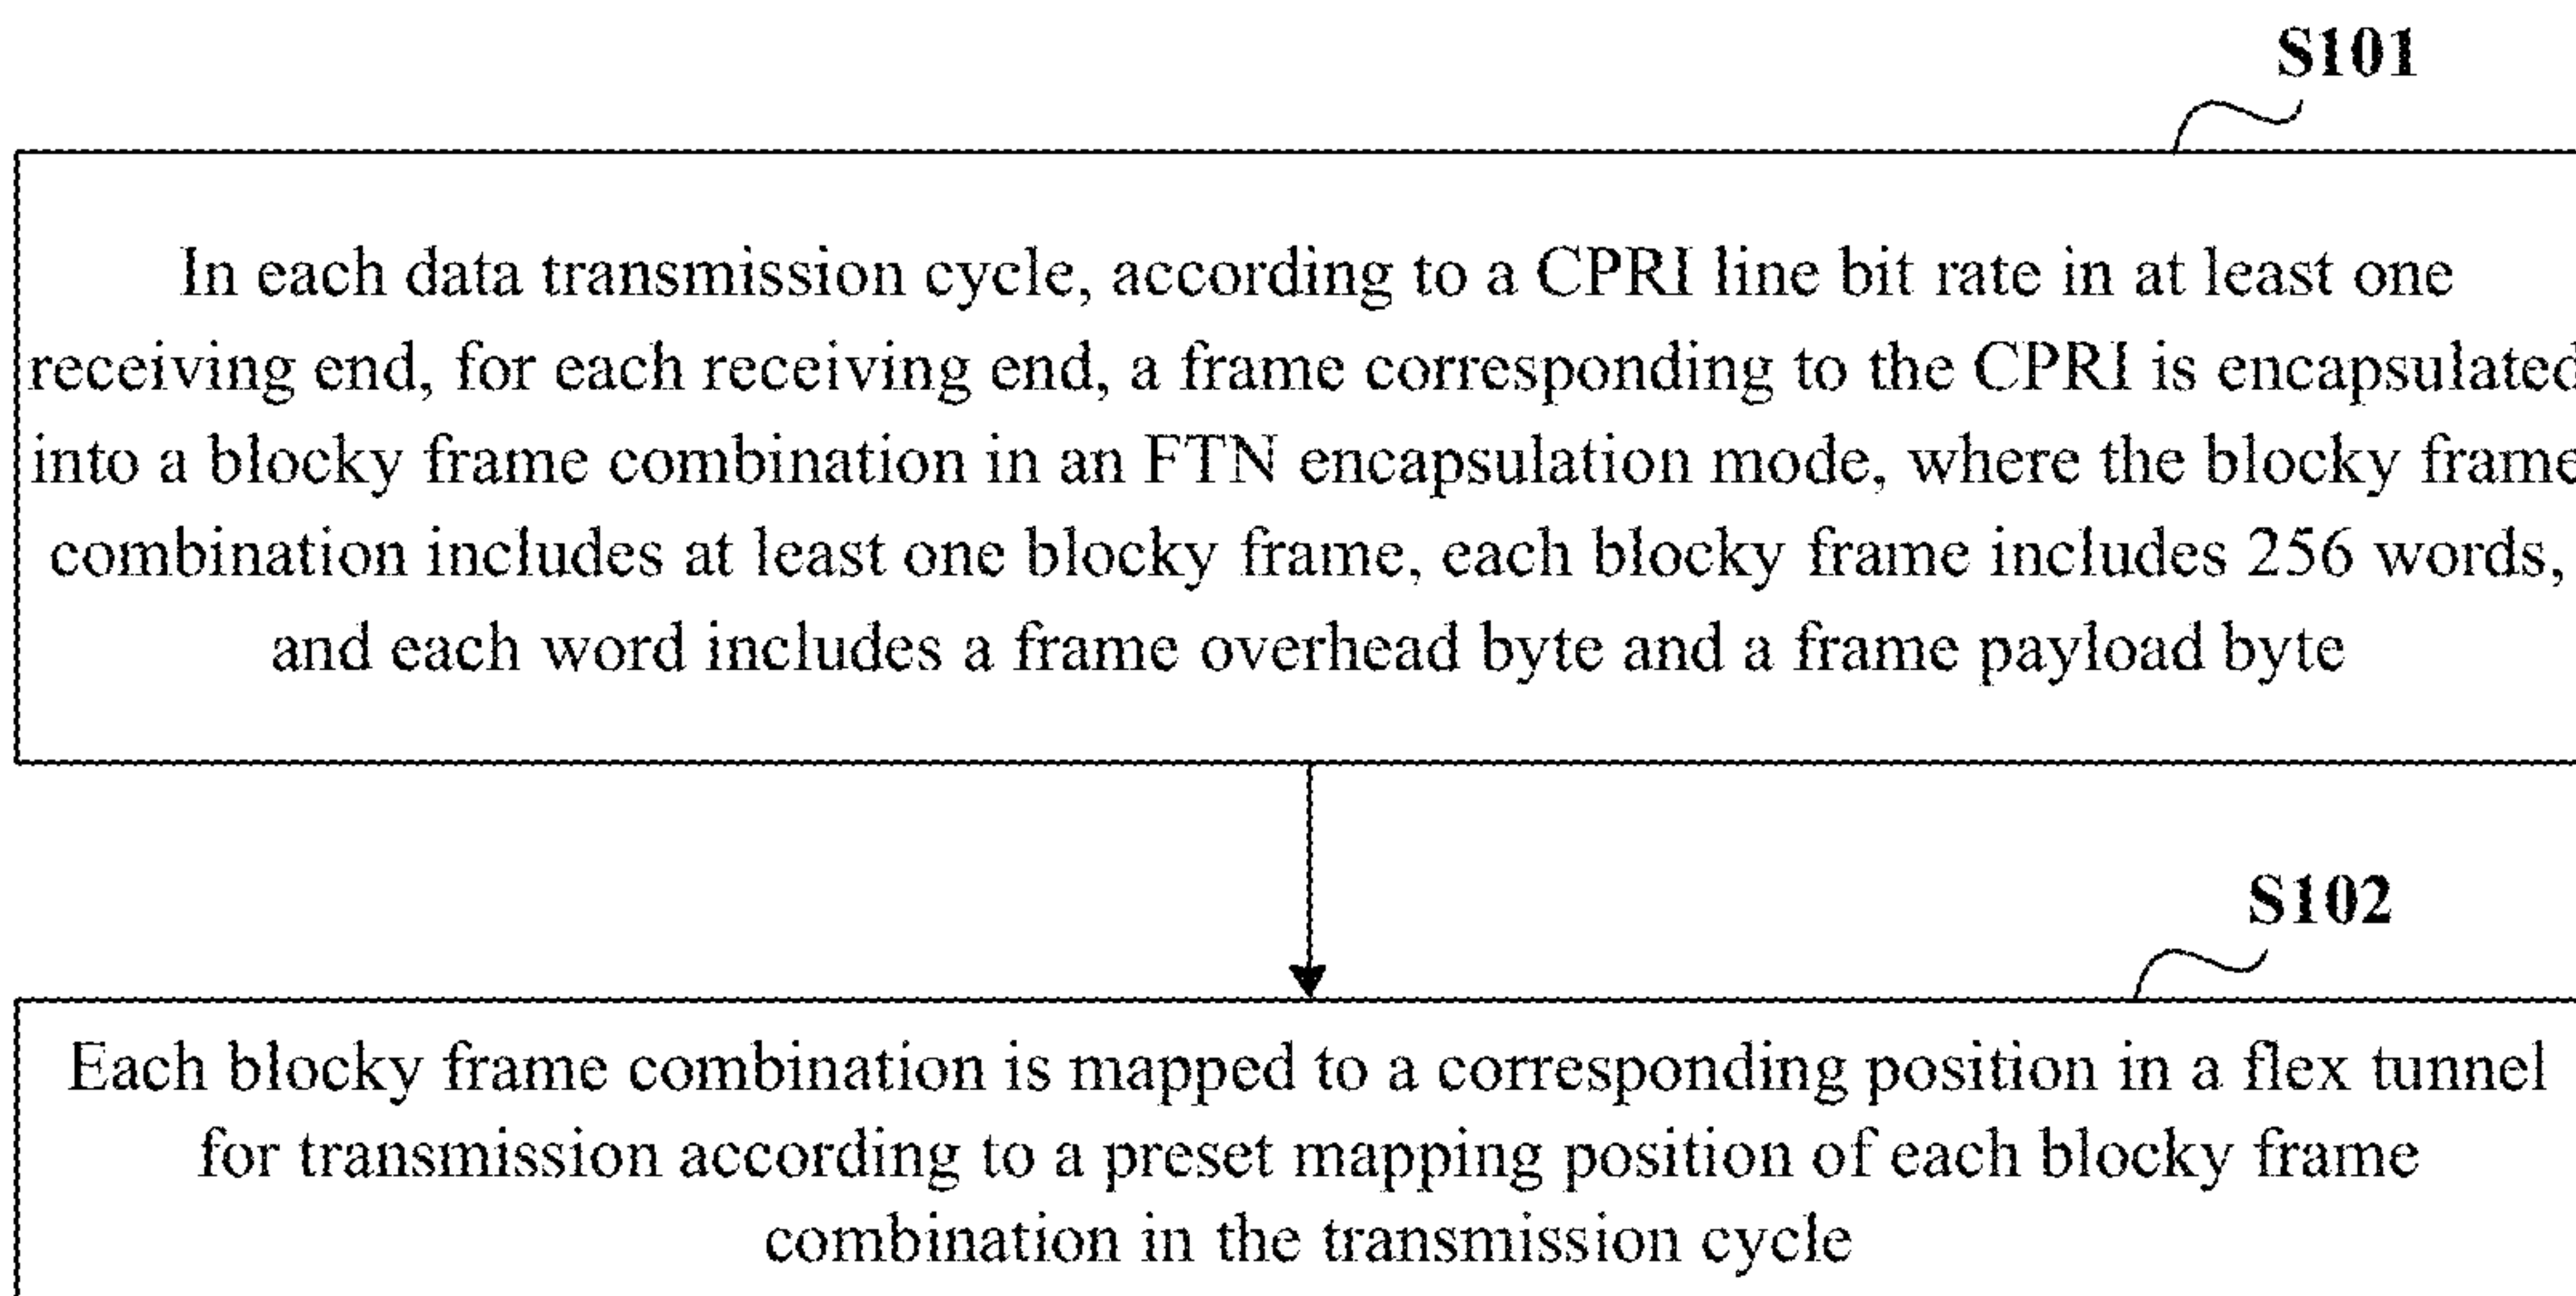 S101
In each data transmission cycle, according to a CPRI line bit rate in at least one
receiving end, for each receiving end, a frame corresponding to the CPRI is encapsulated
into a blocky frame combination in an FTN encapsulation mode, where the blocky frame
combination includes at least one blocky frame, each blocky frame includes 256 words,
and each word includes a frame overhead byte and a frame payload byte
S102
Each blocky frame combination is mapped to a corresponding position in a flex tunnel
for transmission according to a preset mapping position of each blocky frame
combination in the transmission cycle